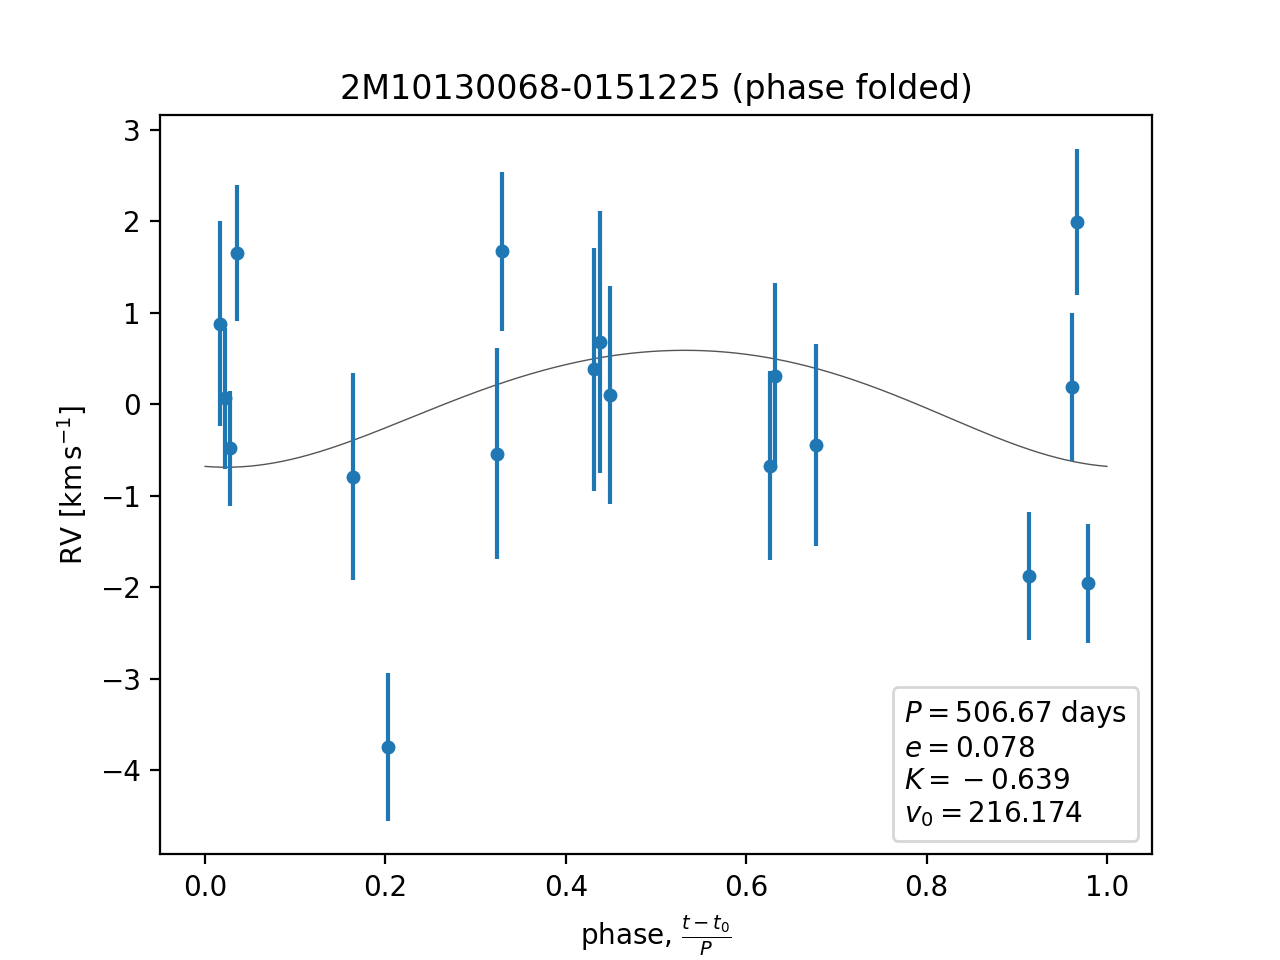 2M10130068-0151225 (phase folded)
3
2
1
0
−1
−2
−3
−4
RV [km s⁻¹]
P = 506.67 days
e = 0.078
K = −0.639
v₀ = 216.174
0.0 0.2 0.4 0.6 0.8 1.0
phase, (t − t₀)/P